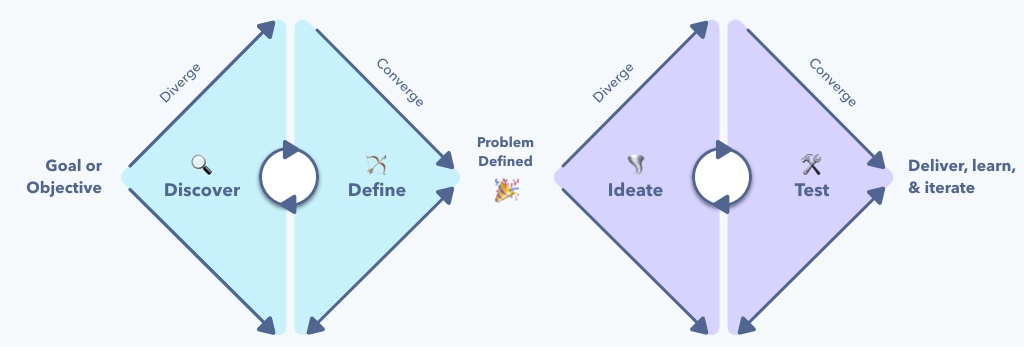 Diverge
Converge
Goal or
Objective
Discover
Define
Problem
Defined
Diverge
Converge
Ideate
Test
Deliver, learn,
& iterate